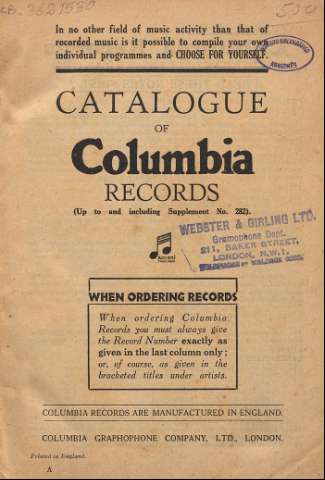 CB. 3621530
In no other field of music activity than that of
recorded music is it possible to compile your own
individual programmes and CHOOSE FOR YOURSELF.
CATALOGUE
OF
Columbia
RECORDS
(Up to and including Supplement No. 282).
WEBSTER & GIRLING LTD.
Gramophone Dept.
211, BAKER STREET,
LONDON, N.W.1.
WHEN ORDERING RECORDS
When ordering Columbia
Records you must always give
the Record Number exactly as
given in the last column only ;
or, of course, as given in the
bracketed titles under artists.
COLUMBIA RECORDS ARE MANUFACTURED IN ENGLAND.
COLUMBIA GRAPHOPHONE COMPANY, LTD., LONDON.
Printed in England.
A